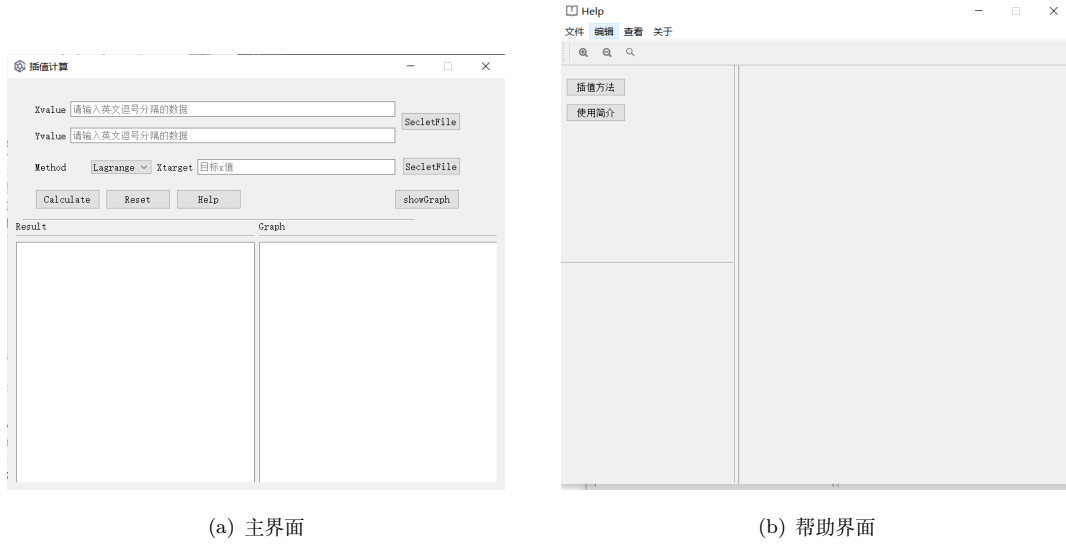 插值计算
Xvalue 请输入英文逗号分隔的数据
SecletFile
Yvalue 请输入英文逗号分隔的数据
Method Lagrange Xtarget 目标x值 SecletFile
Calculate Reset Help showGraph
Result Graph
(a) 主界面
Help
文件 编辑 查看 关于
插值方法
使用简介
(b) 帮助界面